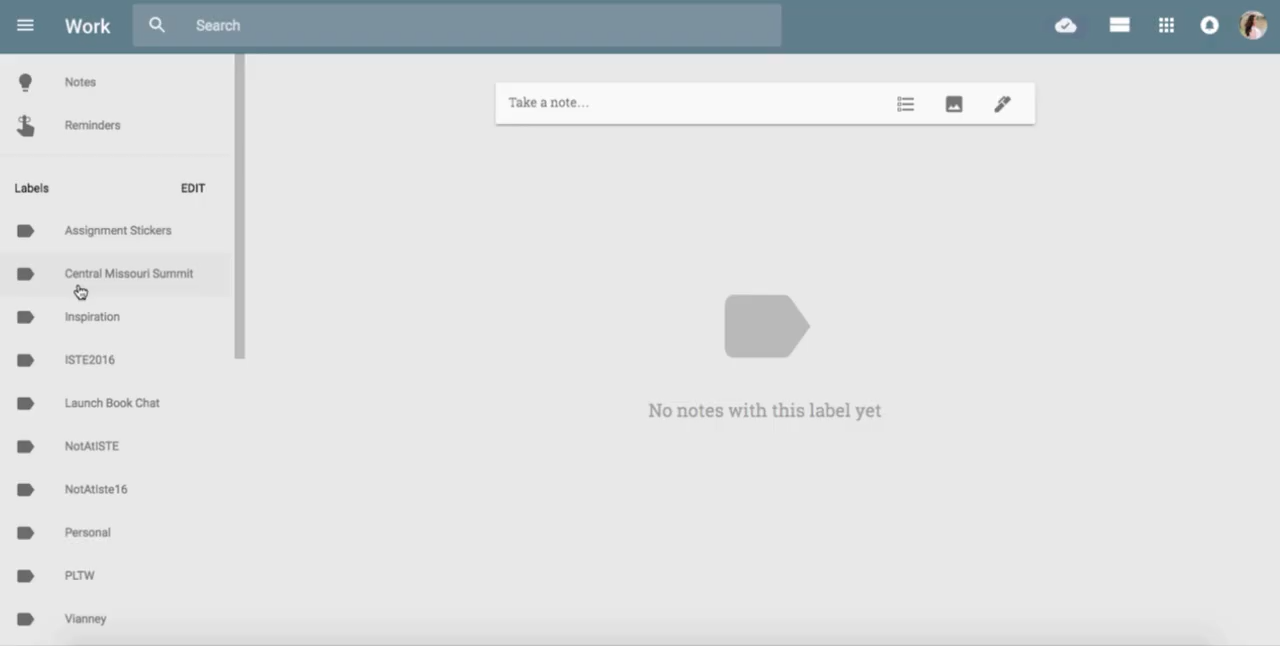 Work
Search
Notes
Reminders
Labels EDIT
Assignment Stickers
Central Missouri Summit
Inspiration
ISTE2016
Launch Book Chat
NotAtISTE
NotAtIste16
Personal
PLTW
Vianney
Take a note...
No notes with this label yet